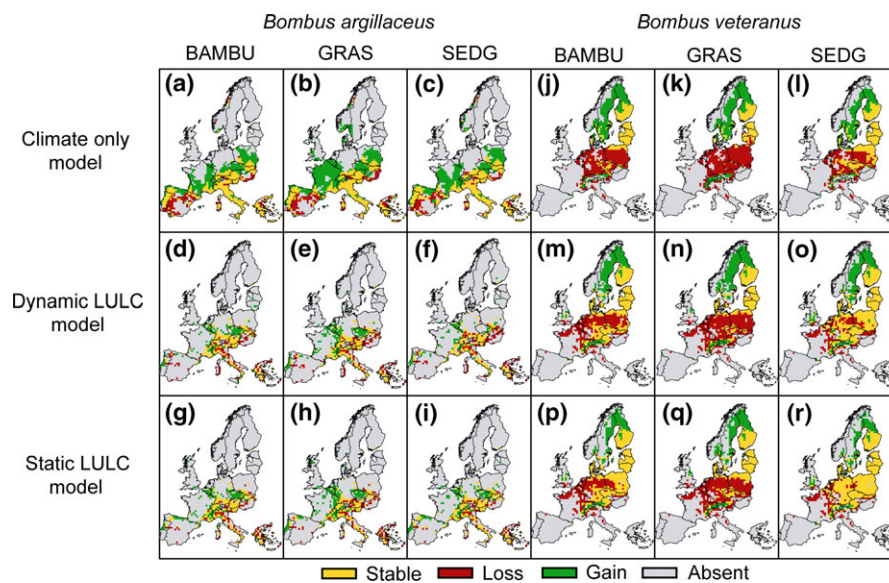 Bombus argillaceus Bombus veteranus
BAMBU GRAS SEDG BAMBU GRAS SEDG
Climate only model
(a) (b) (c) (j) (k) (l)
Dynamic LULC model
(d) (e) (f) (m) (n) (o)
Static LULC model
(g) (h) (i) (p) (q) (r)
Stable Loss Gain Absent